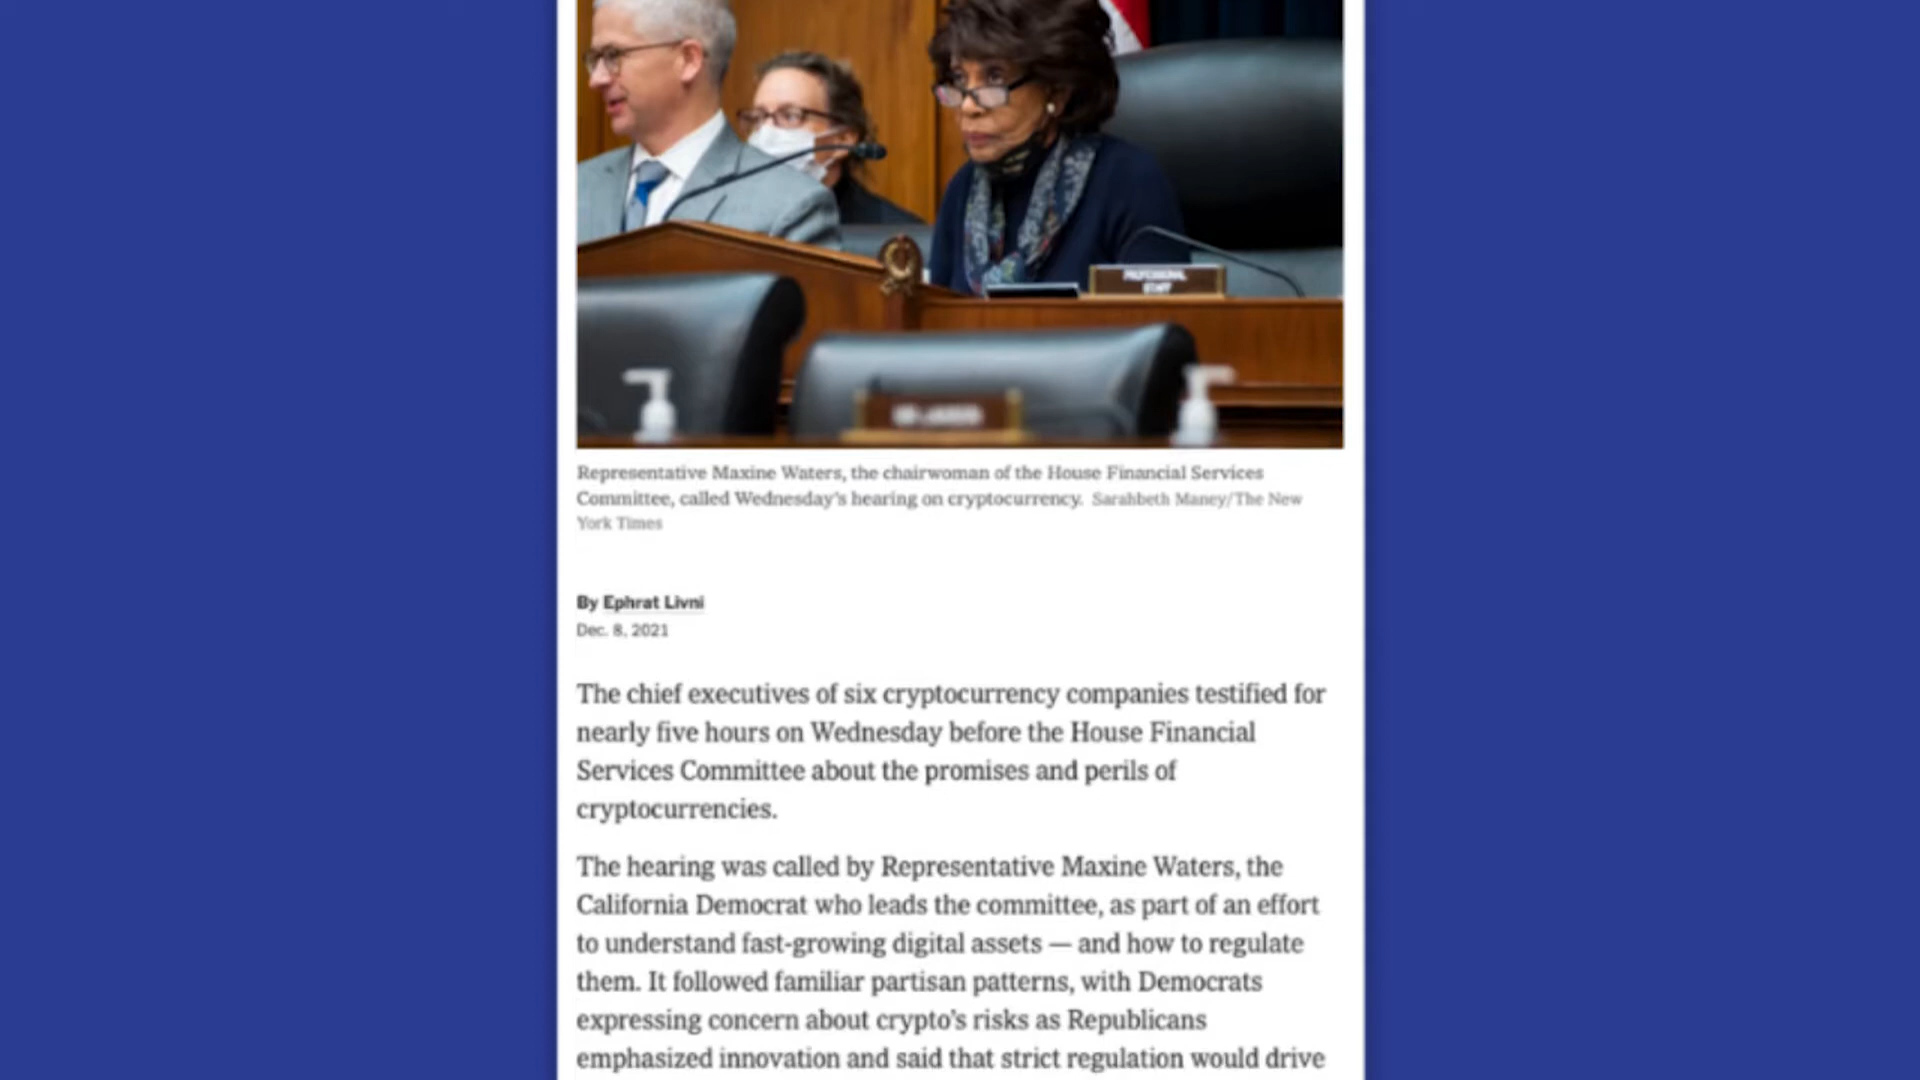 PROFESSIONAL
STAFF
Representative Maxine Waters, the chairwoman of the House Financial Services
Committee, called Wednesday's hearing on cryptocurrency. Sarahbeth Maney/The New
York Times
By Ephrat Livni
Dec. 8, 2021
The chief executives of six cryptocurrency companies testified for
nearly five hours on Wednesday before the House Financial
Services Committee about the promises and perils of
cryptocurrencies.
The hearing was called by Representative Maxine Waters, the
California Democrat who leads the committee, as part of an effort
to understand fast-growing digital assets — and how to regulate
them. It followed familiar partisan patterns, with Democrats
expressing concern about crypto's risks as Republicans
emphasized innovation and said that strict regulation would drive